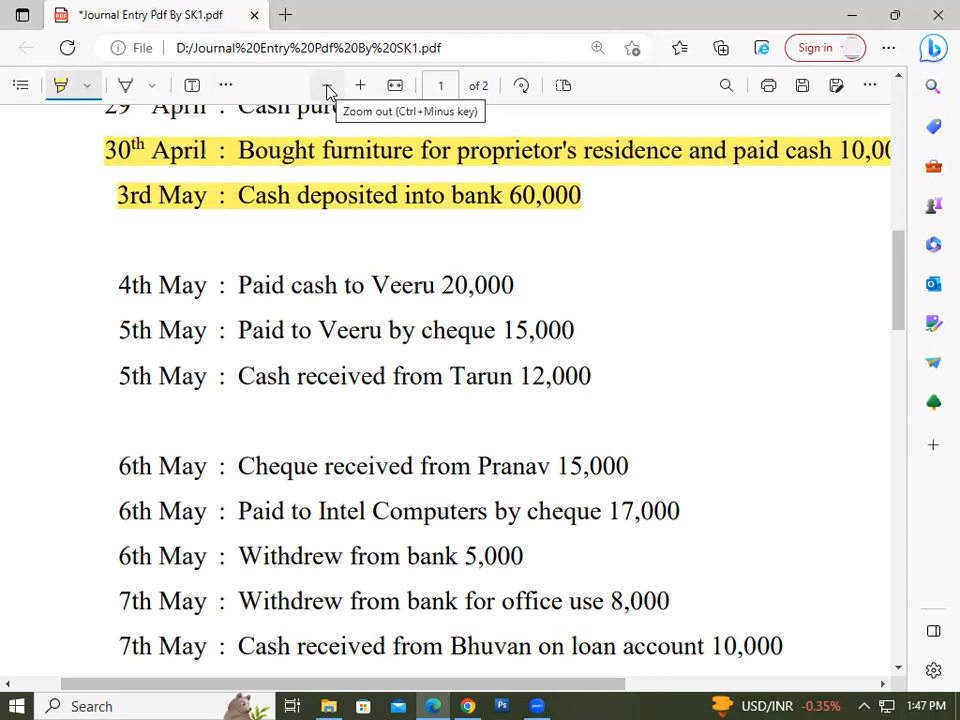 *Journal Entry Pdf By SK1.pdf
File
D:/Journal%20Entry%20Pdf%20By%20SK1.pdf
Sign in
1 of 2
Zoom out (Ctrl+Minus key)
29th April : Cash pur
30th April : Bought furniture for proprietor's residence and paid cash 10,00
3rd May : Cash deposited into bank 60,000
4th May : Paid cash to Veeru 20,000
5th May : Paid to Veeru by cheque 15,000
5th May : Cash received from Tarun 12,000
6th May : Cheque received from Pranav 15,000
6th May : Paid to Intel Computers by cheque 17,000
6th May : Withdrew from bank 5,000
7th May : Withdrew from bank for office use 8,000
7th May : Cash received from Bhuvan on loan account 10,000
Search
USD/INR -0.35%
1:47 PM